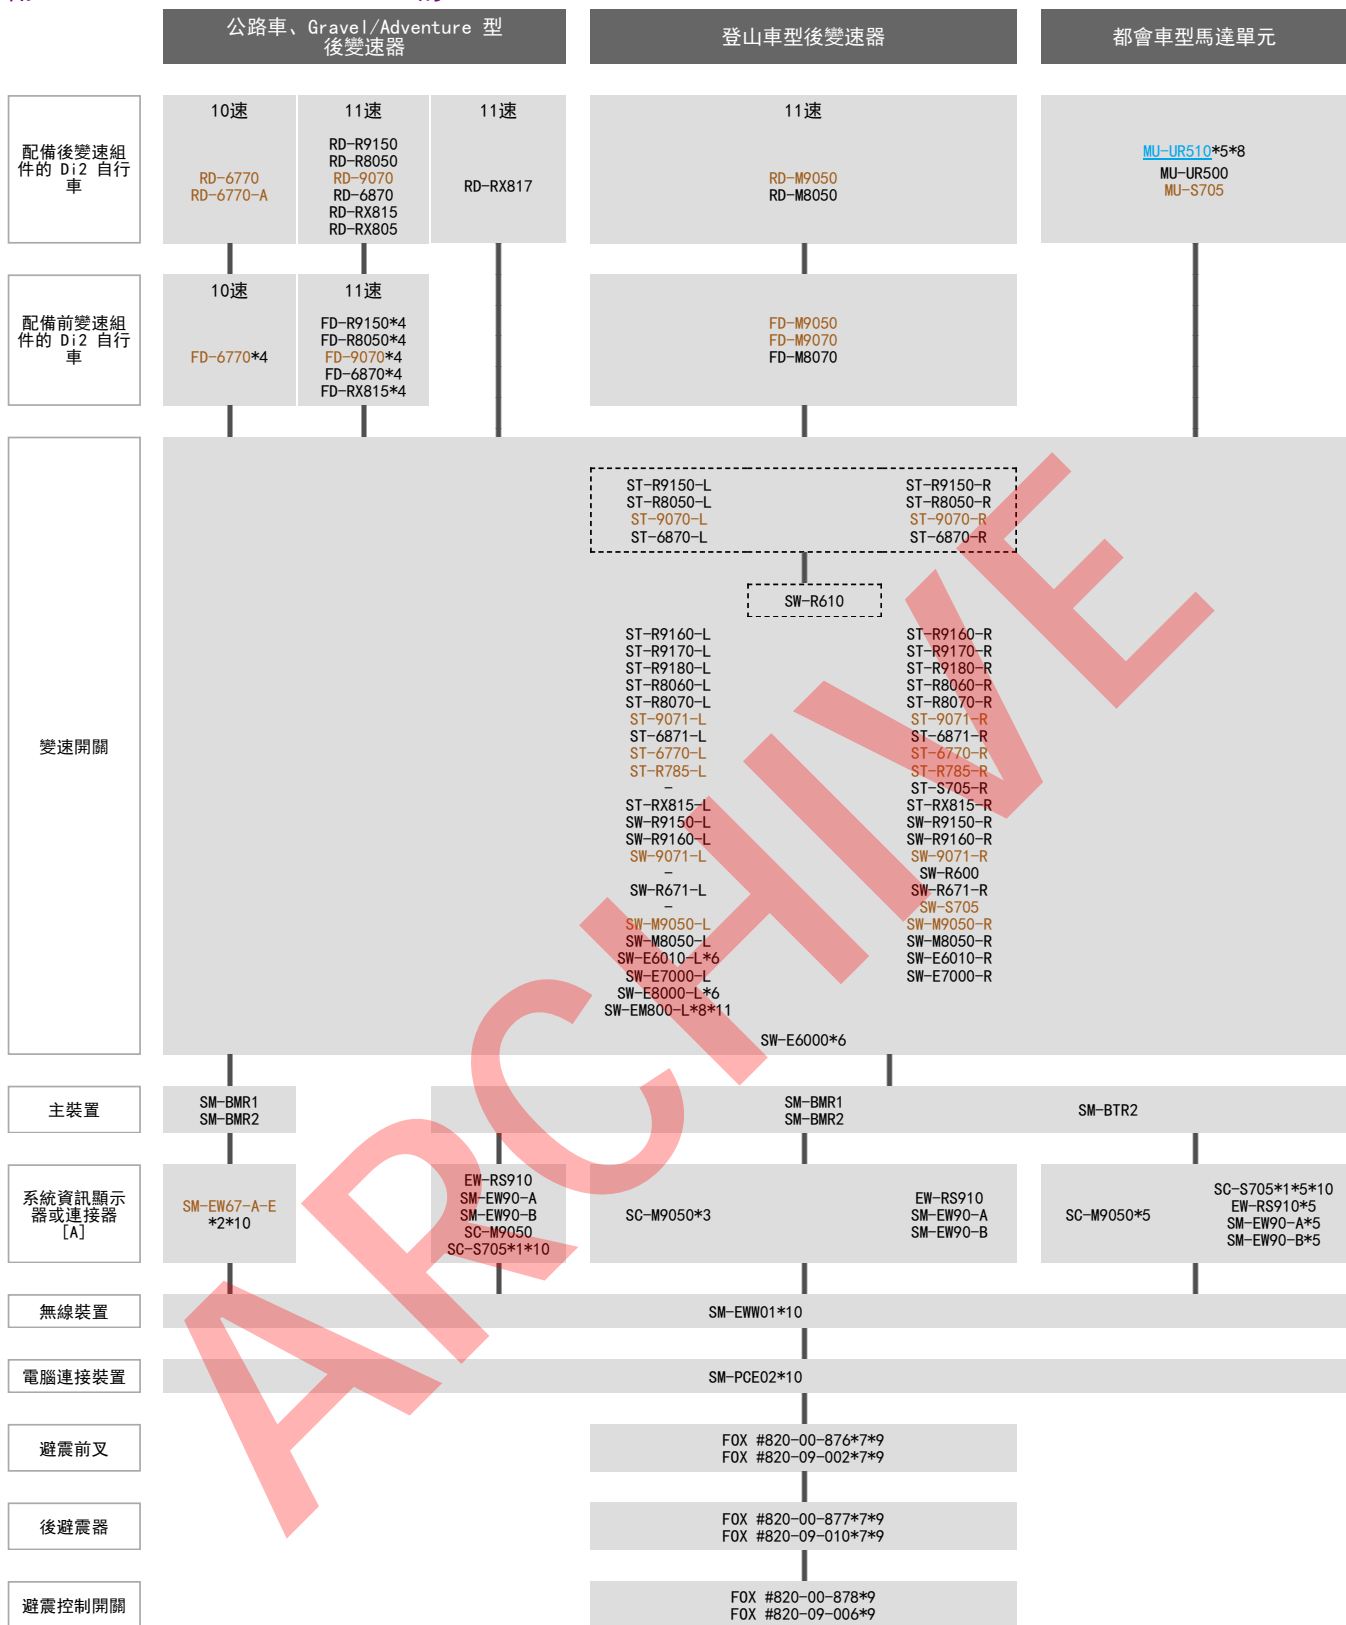 公路車、Gravel/Adventure 型
後變速器
登山車型後變速器
都會車型馬達單元
配備後變速組
件的 Di2 自行
車
10速
RD-6770
RD-6770-A
11速
RD-R9150
RD-R8050
RD-9070
RD-6870
RD-RX815
RD-RX805
11速
RD-RX817
11速
RD-M9050
RD-M8050
MU-UR510*5*8
MU-UR500
MU-S705
配備前變速組
件的 Di2 自行
車
10速
FD-6770*4
11速
FD-R9150*4
FD-R8050*4
FD-9070*4
FD-6870*4
FD-RX815*4
FD-M9050
FD-M9070
FD-M8070
變速開關
ST-R9150-L
ST-R8050-L
ST-9070-L
ST-6870-L
ST-R9150-R
ST-R8050-R
ST-9070-R
ST-6870-R
SW-R610
ST-R9160-L
ST-R9170-L
ST-R9180-L
ST-R8060-L
ST-R8070-L
ST-9071-L
ST-6871-L
ST-6770-L
ST-R785-L
-
ST-RX815-L
SW-R9150-L
SW-R9160-L
SW-9071-L
-
SW-R671-L
-
SW-M9050-L
SW-M8050-L
SW-E6010-L*6
SW-E7000-L
SW-E8000-L*6
SW-EM800-L*8*11
ST-R9160-R
ST-R9170-R
ST-R9180-R
ST-R8060-R
ST-R8070-R
ST-9071-R
ST-6871-R
ST-6770-R
ST-R785-R
ST-S705-R
ST-RX815-R
SW-R9150-R
SW-R9160-R
SW-9071-R
SW-R600
SW-R671-R
SW-S705
SW-M9050-R
SW-M8050-R
SW-E6010-R
SW-E7000-R
SW-E6000*6
主裝置
SM-BMR1
SM-BMR2
SM-BMR1
SM-BMR2
SM-BTR2
系統資訊顯示
器或連接器
[A]
SM-EW67-A-E
*2*10
EW-RS910
SM-EW90-A
SM-EW90-B
SC-M9050
SC-S705*1*10
SC-M9050*3
EW-RS910
SM-EW90-A
SM-EW90-B
SC-M9050*5
SC-S705*1*5*10
EW-RS910*5
SM-EW90-A*5
SM-EW90-B*5
無線裝置
SM-EWW01*10
電腦連接裝置
SM-PCE02*10
避震前叉
FOX #820-00-876*7*9
FOX #820-09-002*7*9
後避震器
FOX #820-00-877*7*9
FOX #820-09-010*7*9
避震控制開關
FOX #820-00-878*9
FOX #820-09-006*9
ARCHIVE